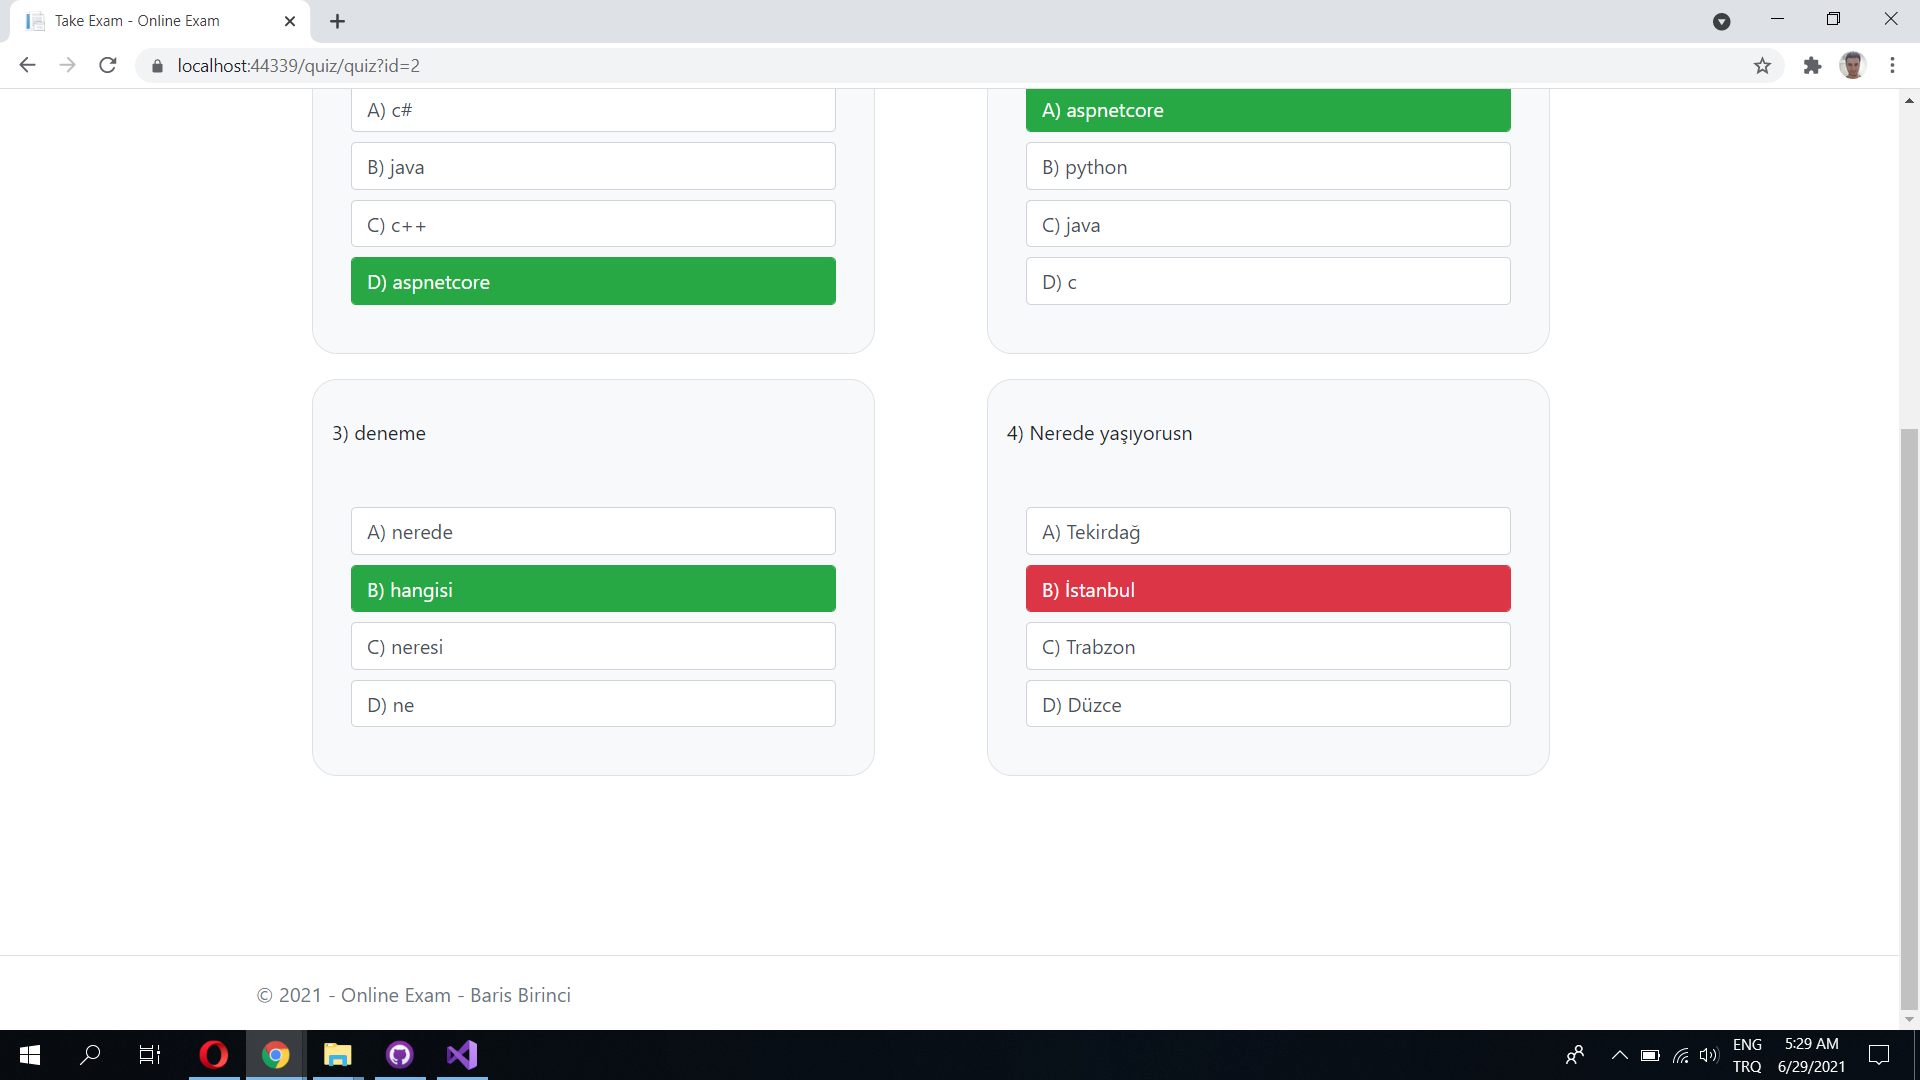 Take Exam - Online Exam
localhost:44339/quiz/quiz?id=2
A) c#
B) java
C) c++
D) aspnetcore
A) aspnetcore
B) python
C) java
D) c
3) deneme
A) nerede
B) hangisi
C) neresi
D) ne
4) Nerede yaşıyorusn
A) Tekirdağ
B) İstanbul
C) Trabzon
D) Düzce
© 2021 - Online Exam - Baris Birinci
ENG
TRQ
5:29 AM
6/29/2021